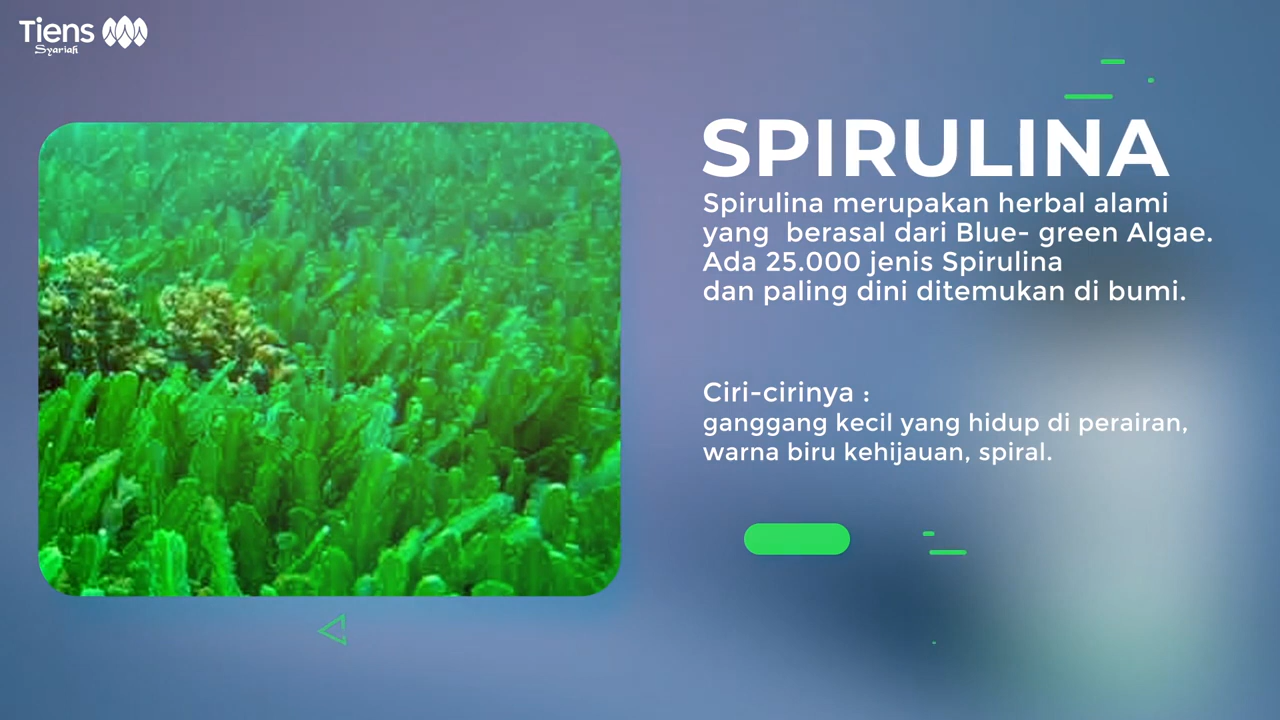 Tiens
Syariah
SPIRULINA
Spirulina merupakan herbal alami
yang  berasal dari Blue- green Algae.
Ada 25.000 jenis Spirulina
dan paling dini ditemukan di bumi.
Ciri-cirinya :
ganggang kecil yang hidup di perairan,
warna biru kehijauan, spiral.